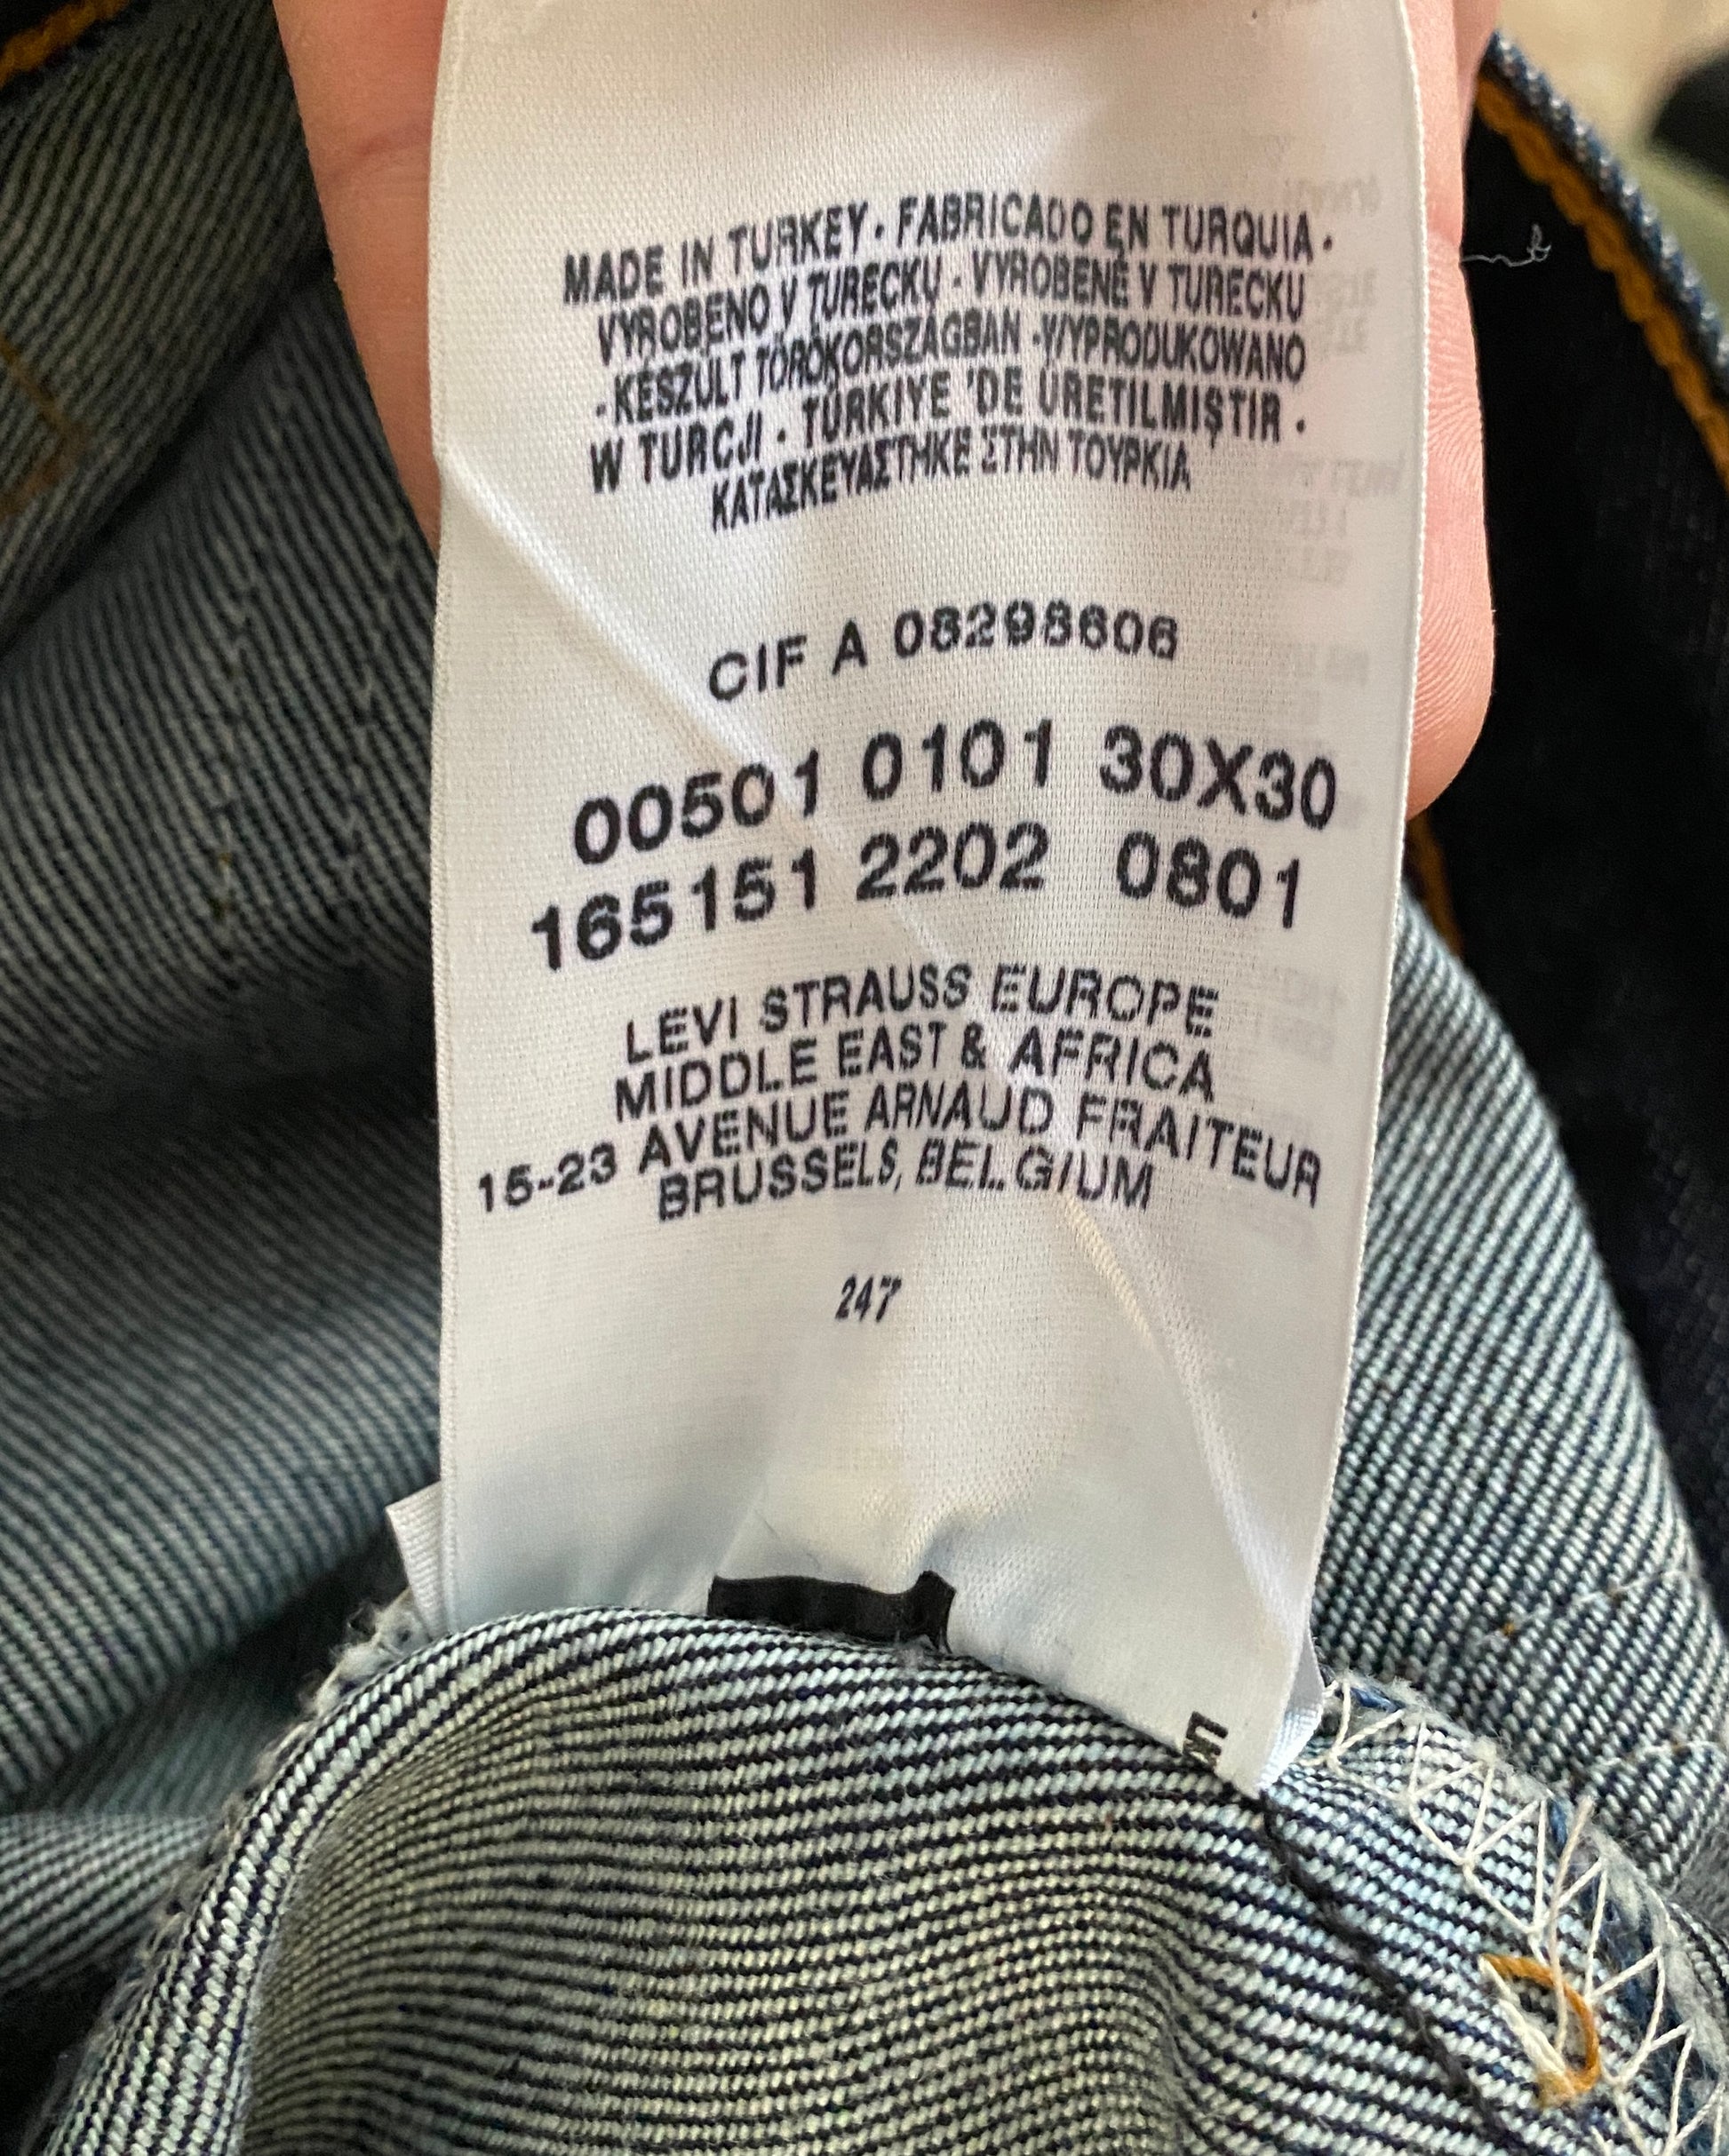 MADE IN TURKEY · FABRICADO EN TURQUIA ·
VYROBENO V TURECKU · VYROBENÉ V TURECKU
· KÉSZÜLT TÖRÖKORSZÁGBAN · WYPRODUKOWANO
W TURCJI · TÜRKIYE 'DE ÜRETILMIŞTIR ·
ΚΑΤΑΣΚΕΥΑΣΤΗΚΕ ΣΤΗΝ ΤΟΥΡΚΙΑ
CIF A 08298606
00501 0101 30X30
165151 2202 0801
LEVI STRAUSS EUROPE
MIDDLE EAST & AFRICA
15-23 AVENUE ARNAUD FRAITEUR
BRUSSELS, BELGIUM
247